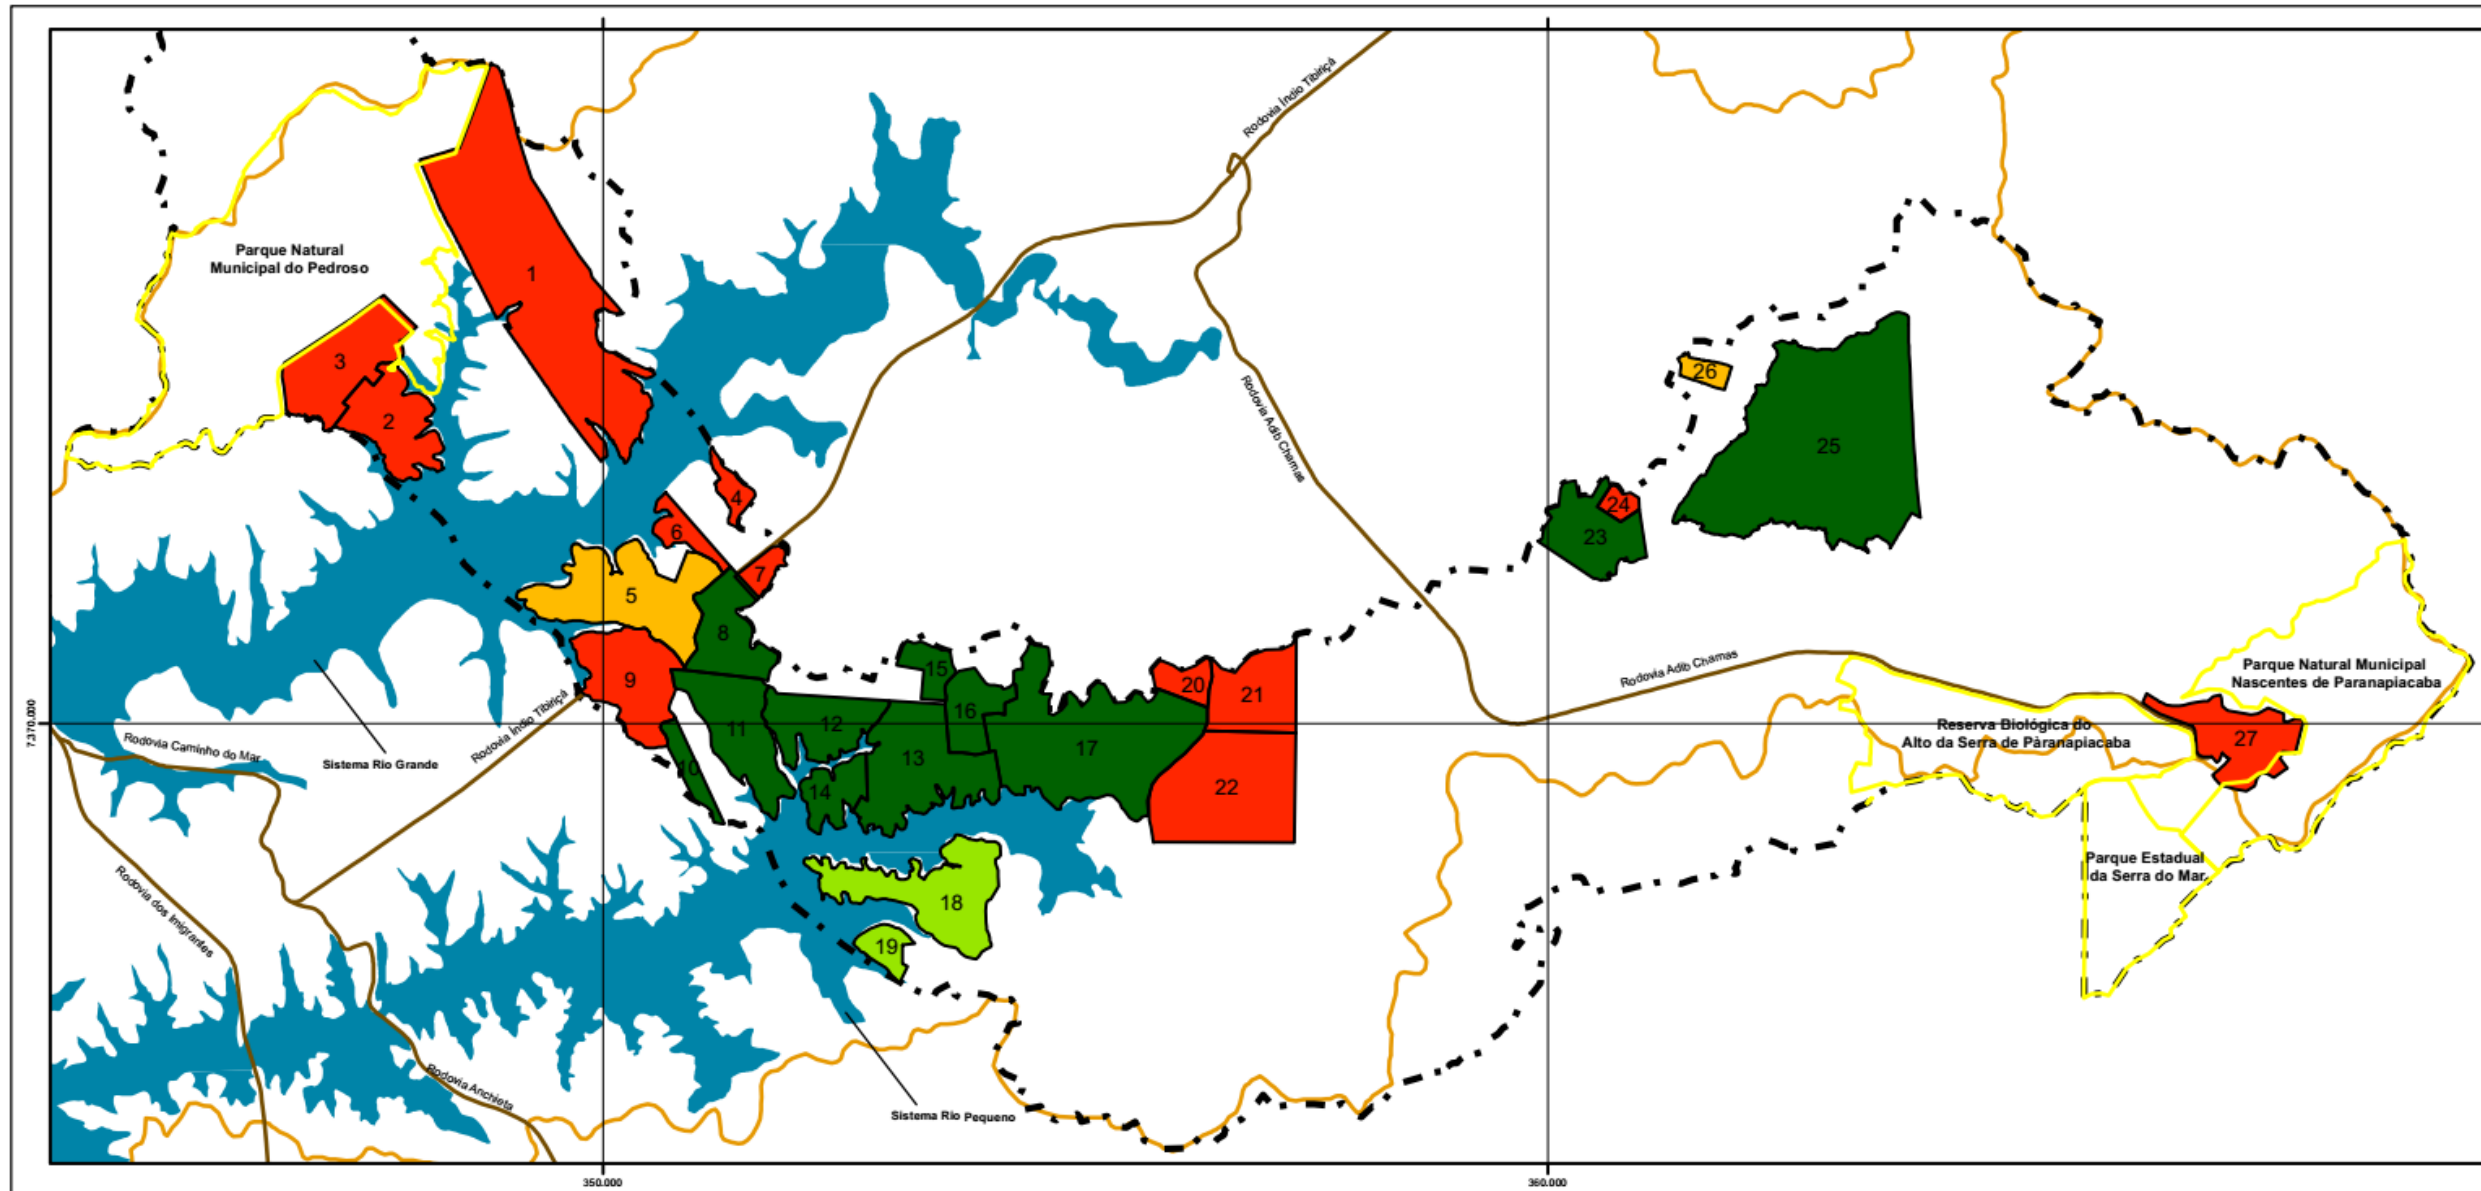 Rodovia Índio Tibiriçá
Parque Natural
Municipal do Pedroso
1
3
26
2
Rodovia Adib Chamas
25
4
24
6
23
7
5
8
Parque Natural Municipal
Nascentes de Paranapiacaba
15
Rodovia Adib Chamas
9
20
21
7370.000
Rodovia Índio Tibiriçá
16
11
12
Reserva Biológica do
Alto da Serra de Pàranapiacaba
27
Rodovia Caminho do Mar
17
Sistema Rio Grande
10
13
14
22
Parque Estadual
da Serra do Mar
Rodovia dos Imigrantes
18
19
Rodovia Anchieta
Sistema Rio Pequeno
350.000
360.000